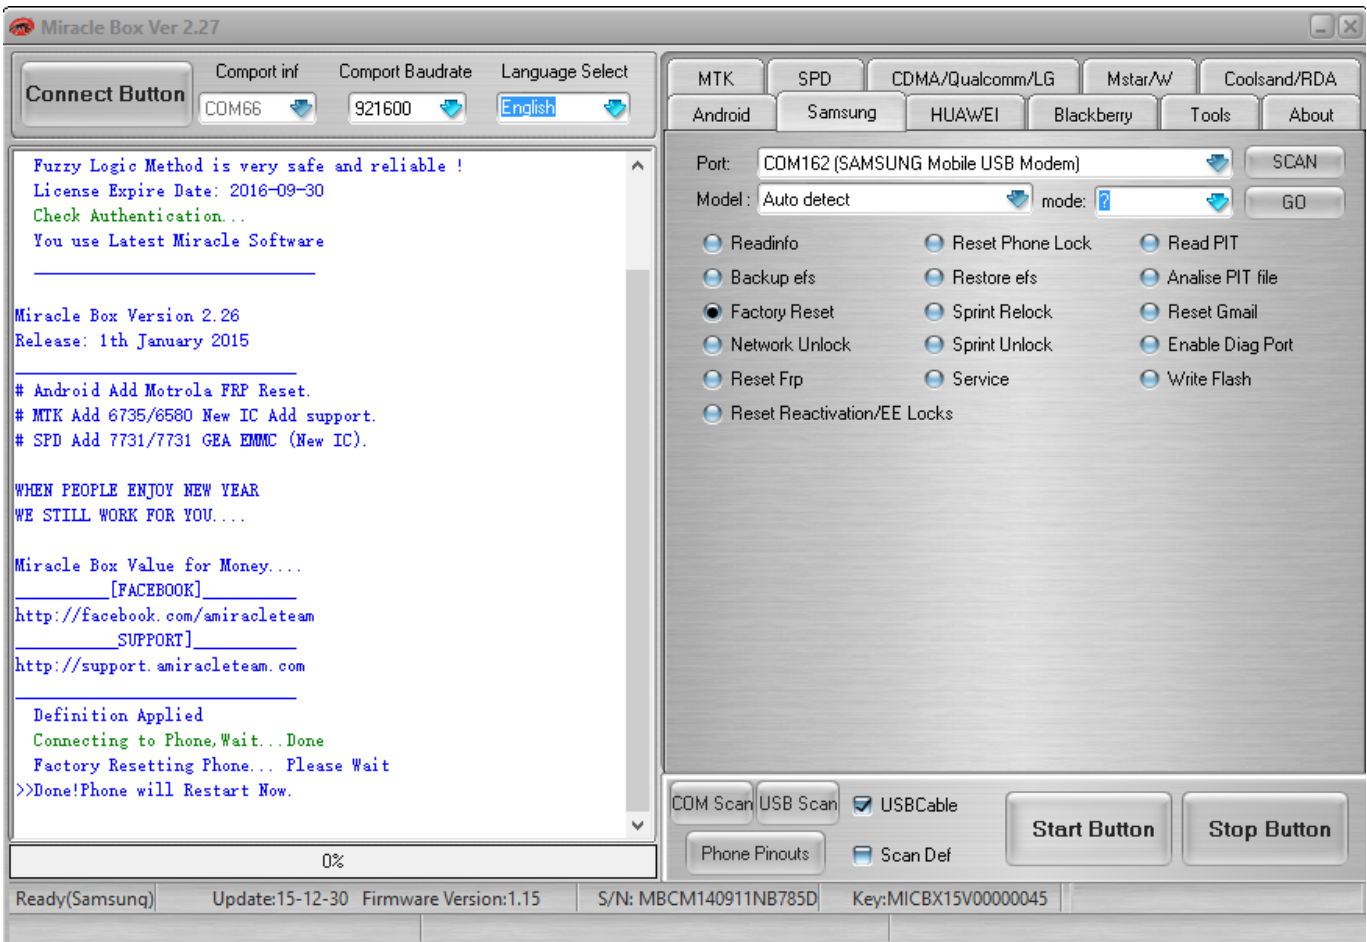 Miracle Box Ver 2.27
Connect Button
Comport inf
Comport Baudrate
Language Select
COM66
921600
English
Fuzzy Logic Method is very safe and reliable !
License Expire Date: 2016-09-30
Check Authentication...
You use Latest Miracle Software
Miracle Box Version 2.26
Release: 1th January 2015
# Android Add Motrola FRP Reset.
# MTK Add 6735/6580 New IC Add support.
# SPD Add 7731/7731 GEA EMMC (New IC).
WHEN PEOPLE ENJOY NEW YEAR
WE STILL WORK FOR YOU....
Miracle Box Value for Money....
__________[FACEBOOK]__________
http://facebook.com/amiracleteam
___________SUPPORT]___________
http://support.amiracleteam.com
Definition Applied
Connecting to Phone,Wait...Done
Factory Resetting Phone... Please Wait
>>Done!Phone will Restart Now.
0%
MTK SPD CDMA/Qualcomm/LG Mstar/W Coolsand/RDA
Android Samsung HUAWEI Blackberry Tools About
Port: COM162 (SAMSUNG Mobile USB Modem) SCAN
Model : Auto detect mode: ? GO
Readinfo Reset Phone Lock Read PIT
Backup efs Restore efs Analise PIT file
Factory Reset Sprint Relock Reset Gmail
Network Unlock Sprint Unlock Enable Diag Port
Reset Frp Service Write Flash
Reset Reactivation/EE Locks
COM Scan USB Scan USBCable
Phone Pinouts Scan Def
Start Button Stop Button
Ready(Samsung) Update:15-12-30 Firmware Version:1.15 S/N: MBCM140911NB785D Key:MICBX15V00000045